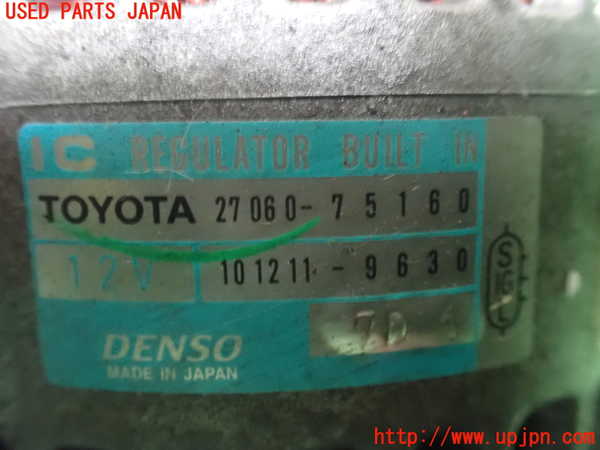 USED PARTS JAPAN
IC REGULATOR BUILT IN
TOYOTA 27060-75160
12V 101211-9630
S IG L
DENSO
MADE IN JAPAN
http://www.upjpn.com/